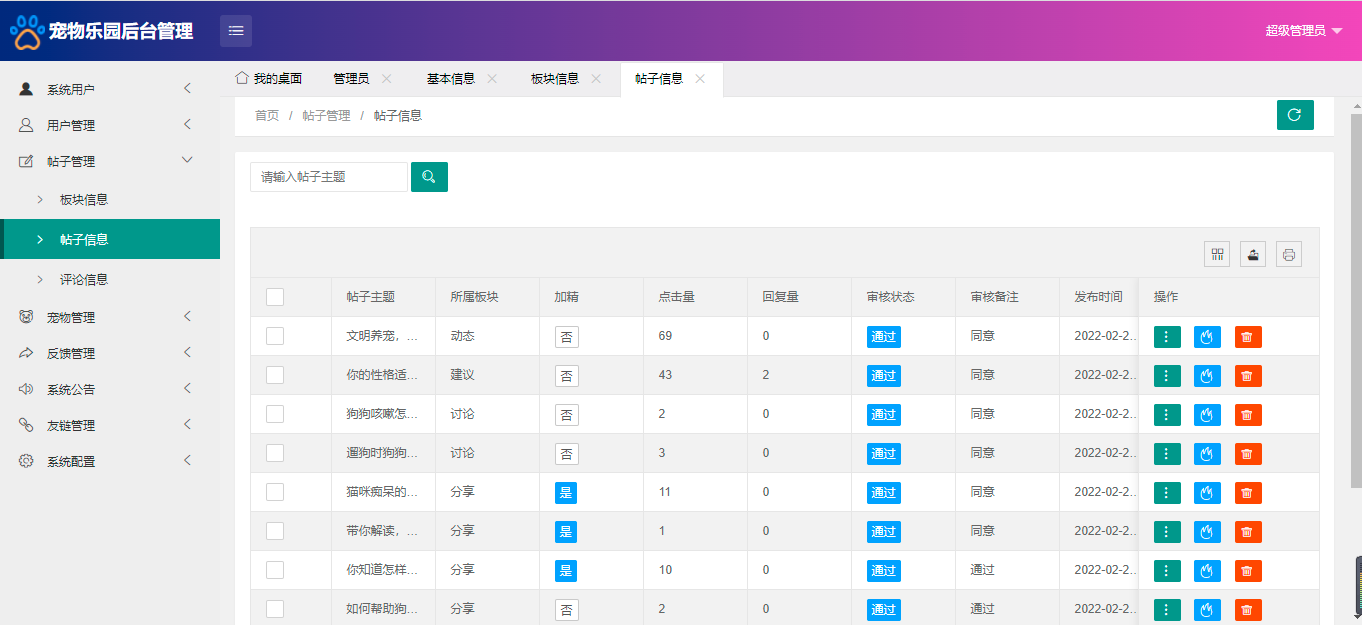 宠物乐园后台管理
超级管理员
系统用户
用户管理
帖子管理
板块信息
帖子信息
评论信息
宠物管理
反馈管理
系统公告
友链管理
系统配置
我的桌面 管理员 基本信息 板块信息 帖子信息
首页 / 帖子管理 / 帖子信息
请输入帖子主题
帖子主题 所属板块 加精 点击量 回复量 审核状态 审核备注 发布时间 操作
文明养宠，... 动态 否 69 0 通过 同意 2022-02-2...
你的性格适... 建议 否 43 2 通过 同意 2022-02-2...
狗狗咳嗽怎... 讨论 否 2 0 通过 同意 2022-02-2...
遛狗时狗狗... 讨论 否 3 0 通过 同意 2022-02-2...
猫咪痴呆的... 分享 是 11 0 通过 同意 2022-02-2...
带你解读，... 分享 是 1 0 通过 同意 2022-02-2...
你知道怎样... 分享 是 10 0 通过 通过 2022-02-2...
如何帮助狗... 分享 否 2 0 通过 通过 2022-02-2...